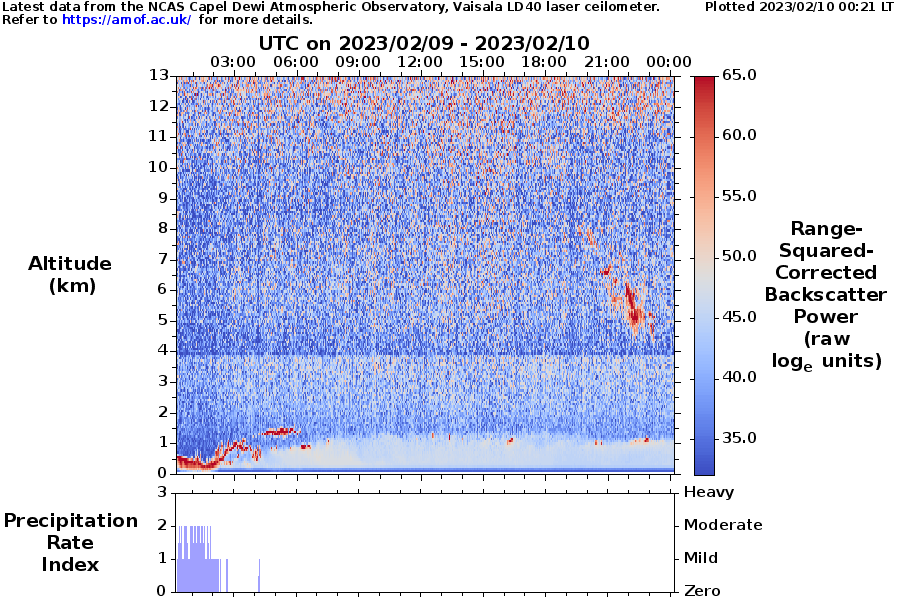 Latest data from the NCAS Capel Dewi Atmospheric Observatory, Vaisala LD40 laser ceilometer.
Plotted 2023/02/10 00:21 LT
Refer to https://amof.ac.uk/ for more details.
UTC on 2023/02/09 - 2023/02/10
03:00 06:00 09:00 12:00 15:00 18:00 21:00 00:00
13
12
11
10
9
8
7
6
5
4
3
2
1
0
Altitude
(km)
65.0
60.0
55.0
50.0
45.0
40.0
35.0
Range-
Squared-
Corrected
Backscatter
Power
(raw
logₑ units)
Precipitation
Rate
Index
3
2
1
0
Heavy
Moderate
Mild
Zero